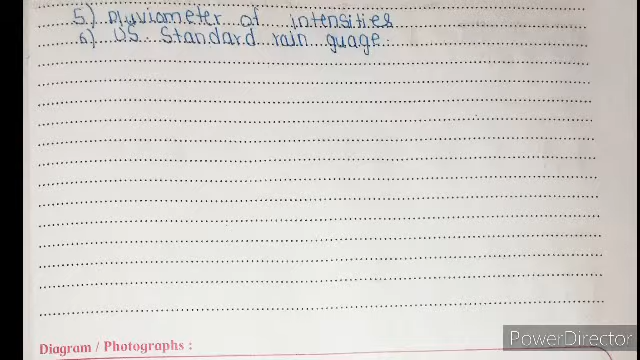 5) Pluviometer of intensities
6) US Standard rain guage.
Diagram / Photographs :
PowerDirector